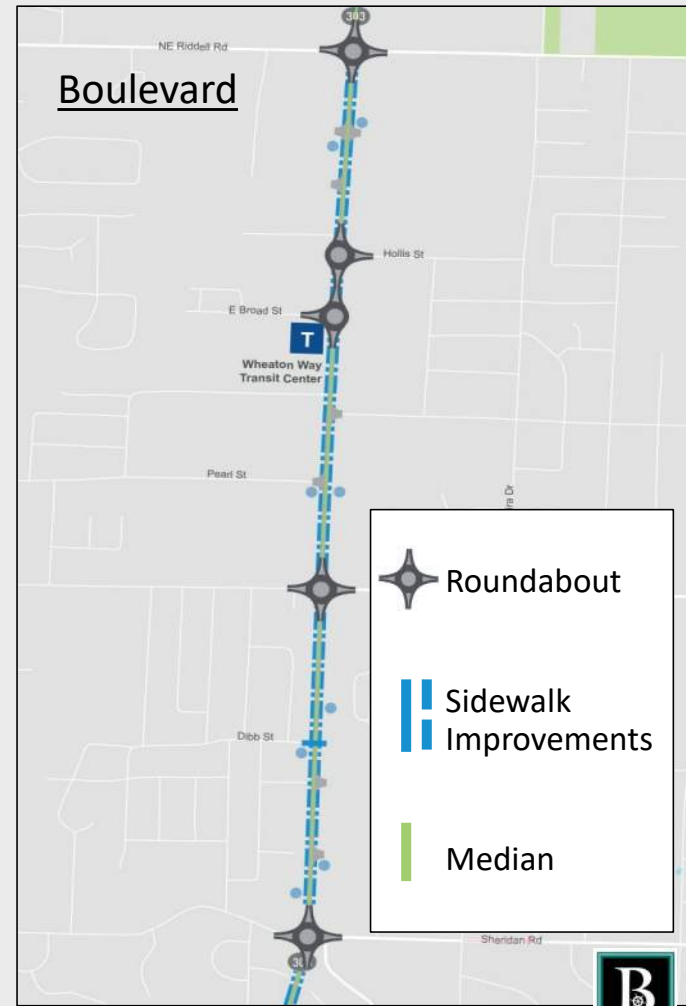 303
NE Riddell Rd
Boulevard
Hollis St
E Broad St
T
Wheaton Way
Transit Center
Pearl St
Roundabout
Sidewalk
Improvements
Dibb St
Median
Sheridan Rd
B